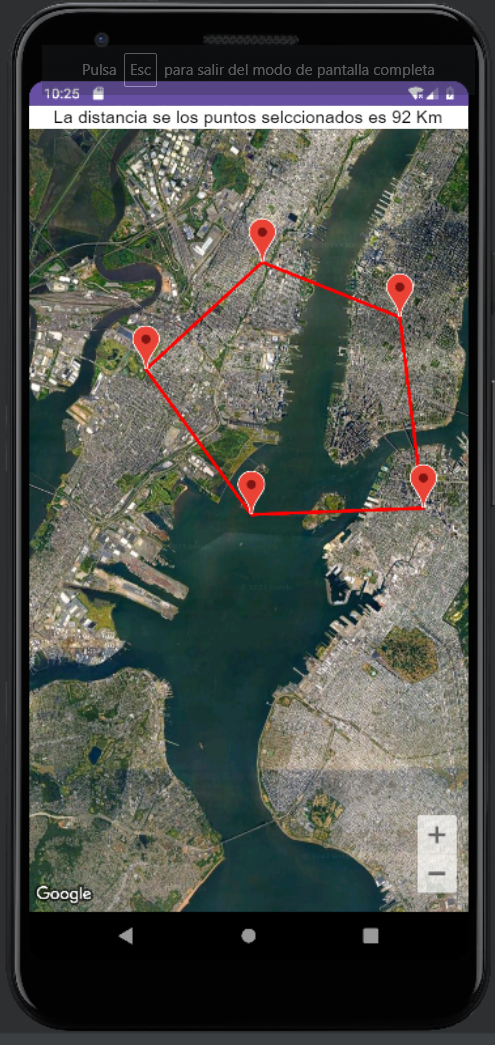 Pulsa Esc para salir del modo de pantalla completa
10:25
La distancia se los puntos selccionados es 92 Km
+
−
Google